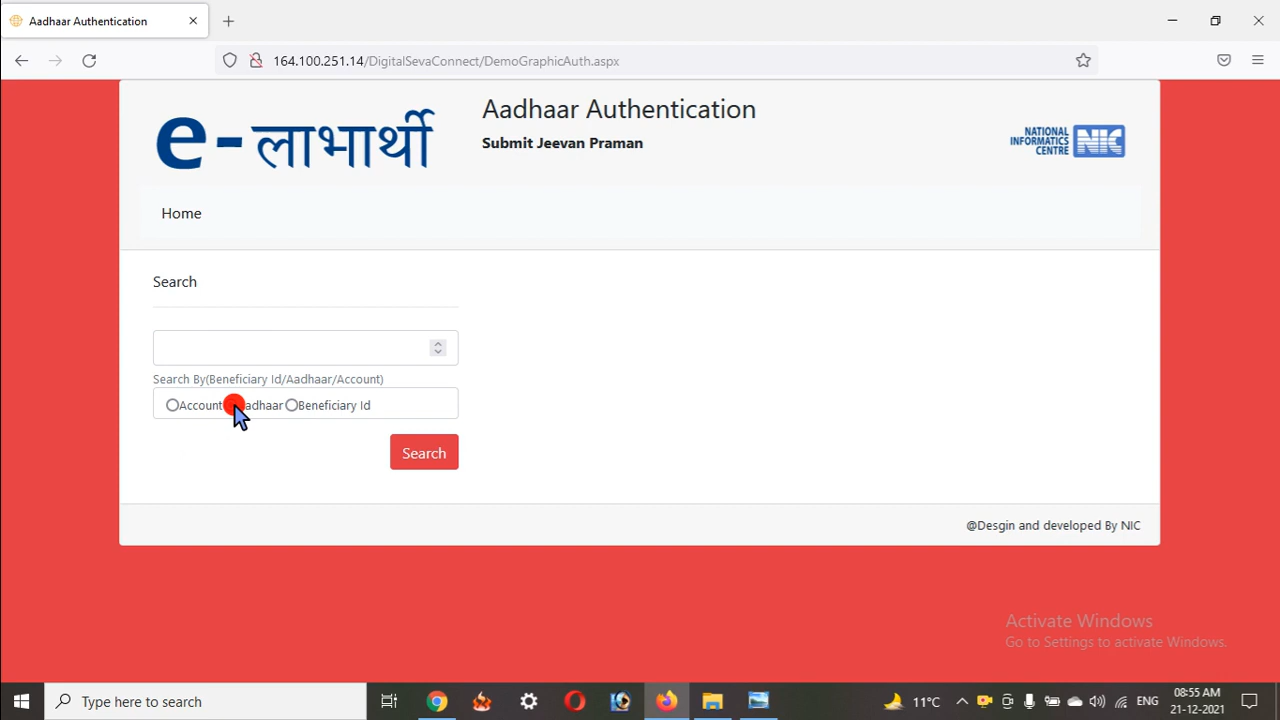 Aadhaar Authentication
164.100.251.14/DigitalSevaConnect/DemoGraphicAuth.aspx
e-लाभार्थी
Aadhaar Authentication
Submit Jeevan Praman
NATIONAL
INFORMATICS
CENTRE
NIC
Home
Search
Search By(Beneficiary Id/Aadhaar/Account)
Account adhaar Beneficiary Id
Search
@Desgin and developed By NIC
Activate Windows
Go to Settings to activate Windows.
Type here to search
11°C
ENG
08:55 AM
21-12-2021